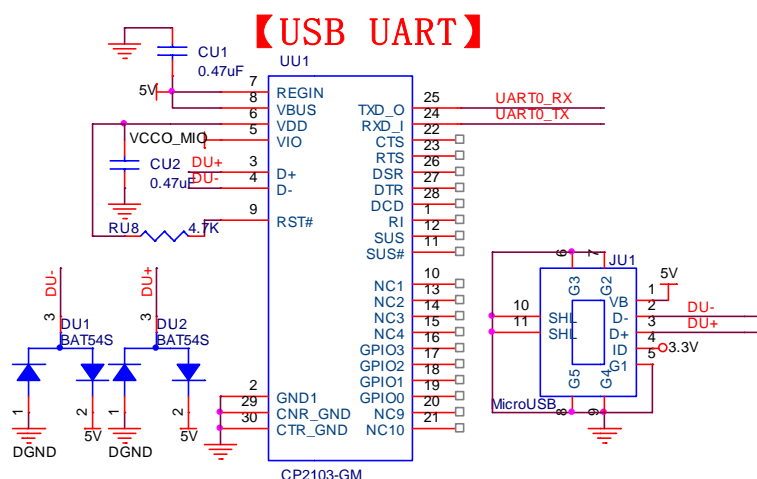 【USB UART】
CU1
0.47uF
5V
UU1
7 REGIN
8 VBUS
6 VDD
5 VIO
VCCO_MIO
CU2
0.47uF
DU+
DU-
3 D+
4 D-
9 RST#
RU8 4.7K
2 GND1
29 CNR_GND
30 CTR_GND
TXD_O 25 UART0_RX
RXD_I 24 UART0_TX
CTS 22
RTS 23
DSR 26
DTR 27
DCD 28
RI 1
SUS 12
SUS# 11
NC1 10
NC2 13
NC3 14
NC4 15
GPIO3 16
GPIO2 17
GPIO1 18
GPIO0 19
NC9 20
NC10 21
CP2103-GM
DU-
DU+
3
DU1
BAT54S
3
DU2
BAT54S
1
2
1
2
DGND
5V
DGND
5V
JU1
6 G3
7 G2
5V
VB 1
D- 2 DU-
D+ 3 DU+
ID 4 3.3V
G1 5
10 SHL
11 SHL
G5 8
G4 9
MicroUSB